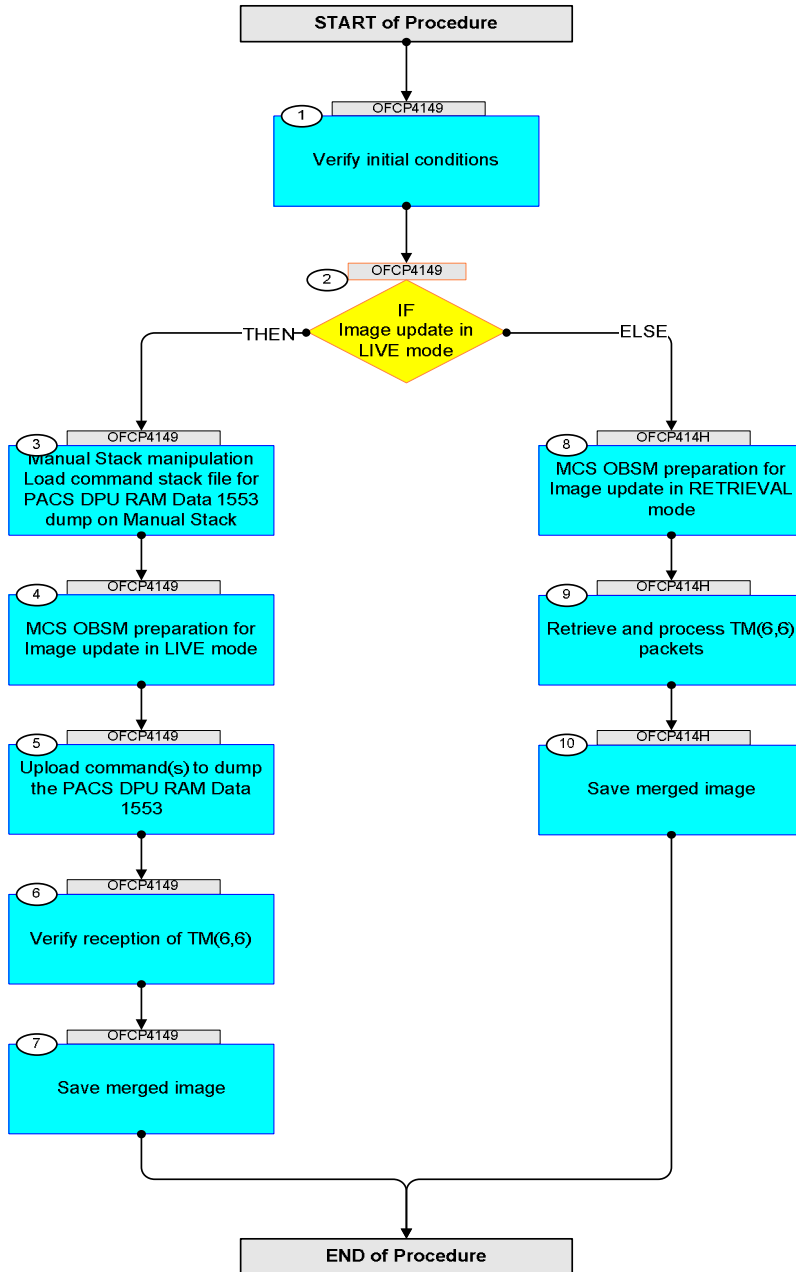 START of Procedure
OFCP4149
1
Verify initial conditions
OFCP4149
2
IF
Image update in
LIVE mode
THEN
ELSE
OFCP4149
3
Manual Stack manipulation
Load command stack file for
PACS DPU RAM Data 1553
dump on Manual Stack
OFCP4149
4
MCS OBSM preparation for
Image update in LIVE mode
OFCP4149
5
Upload command(s) to dump
the PACS DPU RAM Data
1553
OFCP4149
6
Verify reception of TM(6,6)
OFCP4149
7
Save merged image
OFCP414H
8
MCS OBSM preparation for
Image update in RETRIEVAL
mode
OFCP414H
9
Retrieve and process TM(6,6)
packets
OFCP414H
10
Save merged image
END of Procedure